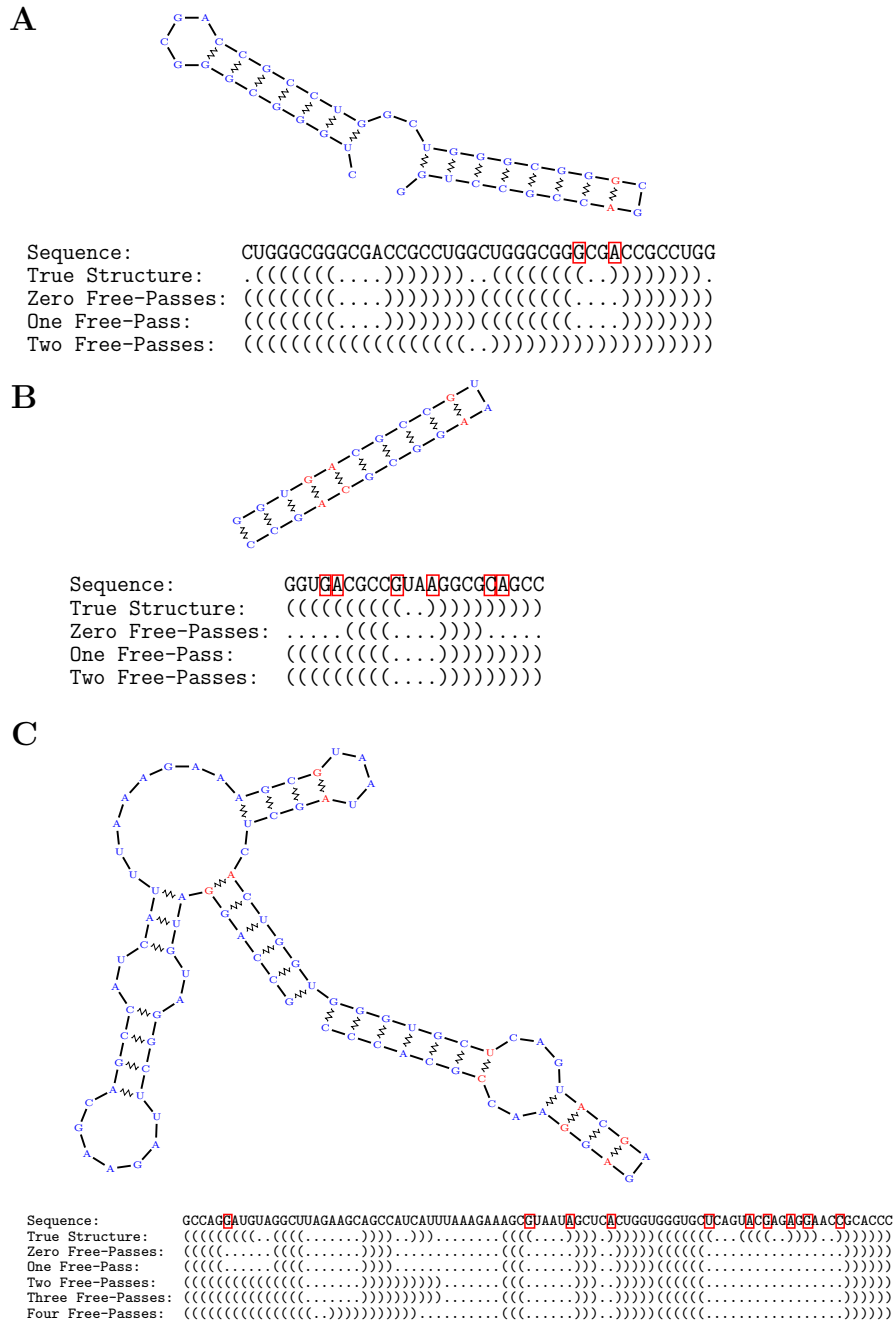 A
Sequence: CUGGGCGGGCGACCGCCUGGCUGGGCGGGCGACCGCCUGG
True Structure: .(((((((....)))))))..((((((((..)))))))).
Zero Free-Passes: ((((((((....))))))))((((((((....))))))))
One Free-Pass: ((((((((....))))))))((((((((....))))))))
Two Free-Passes: (((((((((((((((((((..)))))))))))))))))))
B
Sequence: GGUGACGCCGUAAGGCGCAGCC
True Structure: ((((((((((..))))))))))
Zero Free-Passes: .....((((....)))).....
One Free-Pass: (((((((((....)))))))))
Two Free-Passes: (((((((((....)))))))))
C
Sequence: GCCAGGAUGUAGGCUUAGAAGCAGCCAUCAUUUAAAGAAAGCGUAAUAGCUCACUGGUGGGUGCUCAGUACGAGAGGAACCGCACCC
True Structure: (((((((((..((((.......))))..)))........((((....)))).))))))(((((((...((((..))))..)))))))
Zero Free-Passes: (((((......((((.......)))).............(((......)))..)))))((((((.................))))))
One Free-Pass: (((((......((((.......)))).............(((......)))..)))))((((((.................))))))
Two Free-Passes: (((((((((((((((.......)))))))))).......(((......)))..)))))((((((.................))))))
Three Free-Passes: (((((((((((((((.......)))))))))).......(((......)))..)))))((((((.................))))))
Four Free-Passes: ((((((((((((((((..)))))))))))..........(((......)))..)))))((((((.................))))))